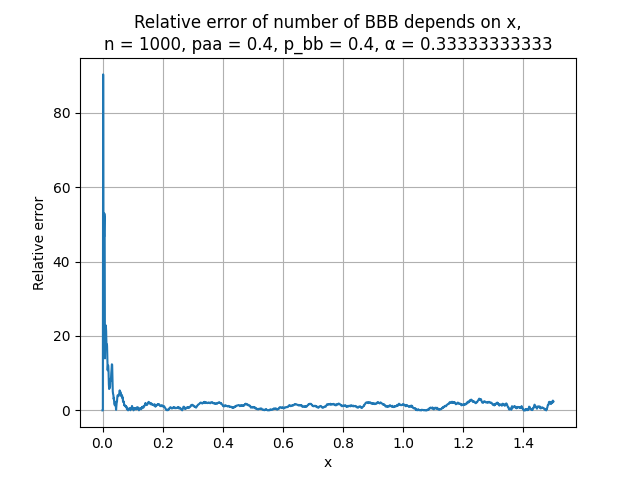 Relative error of number of BBB depends on x,
n = 1000, paa = 0.4, p_bb = 0.4, α = 0.33333333333
Relative error
80
60
40
20
0
0.0 0.2 0.4 0.6 0.8 1.0 1.2 1.4
x